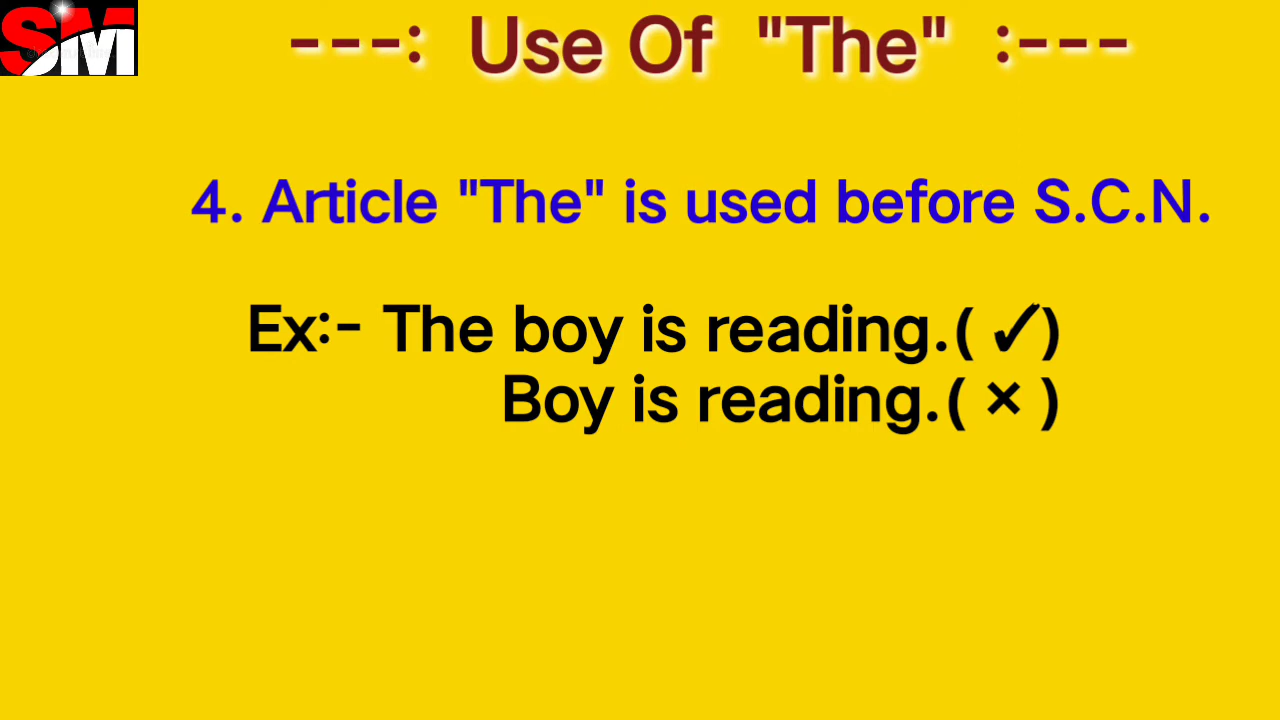 SM
---: Use Of "The" :---
4. Article "The" is used before S.C.N.
Ex:- The boy is reading.( ✓)
Boy is reading.( × )